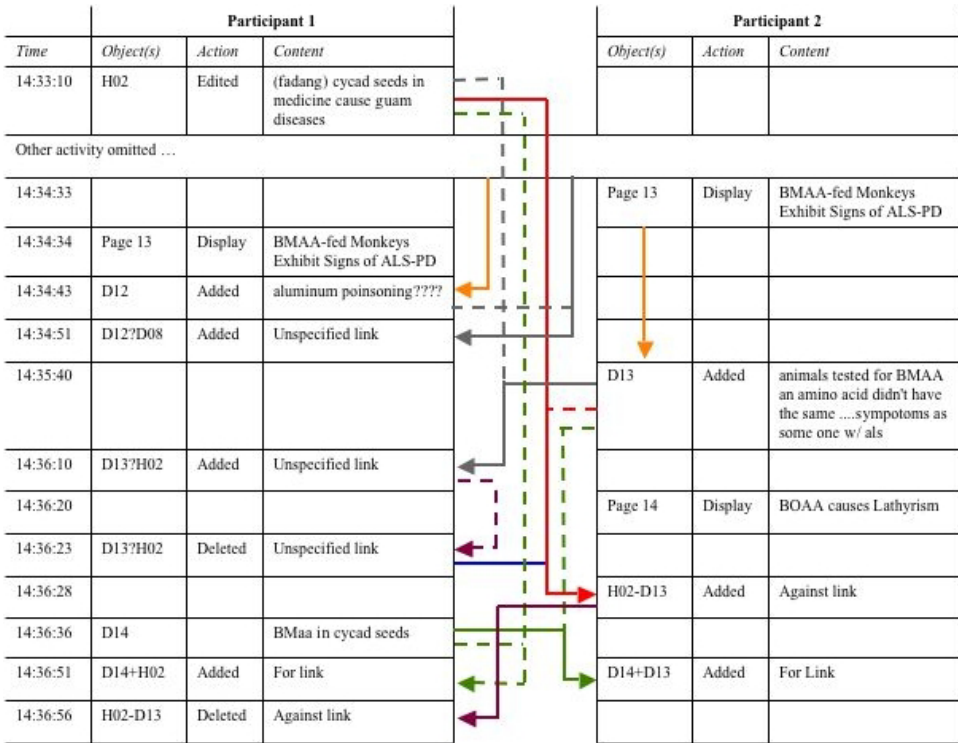 Participant 1 Participant 2
Time Object(s) Action Content Object(s) Action Content
14:33:10 H02 Edited (fadang) cycad seeds in
medicine cause guam
diseases
Other activity omitted …
14:34:33 Page 13 Display BMAA-fed Monkeys
Exhibit Signs of ALS-PD
14:34:34 Page 13 Display BMAA-fed Monkeys
Exhibit Signs of ALS-PD
14:34:43 D12 Added aluminum poinsoning????
14:34:51 D12?D08 Added Unspecified link
14:35:40 D13 Added animals tested for BMAA
an amino acid didn't have
the same ....sympotoms as
some one w/ als
14:36:10 D13?H02 Added Unspecified link
14:36:20 Page 14 Display BOAA causes Lathyrism
14:36:23 D13?H02 Deleted Unspecified link
14:36:28 H02-D13 Added Against link
14:36:36 D14 BMaa in cycad seeds
14:36:51 D14+H02 Added For link D14+D13 Added For Link
14:36:56 H02-D13 Deleted Against link